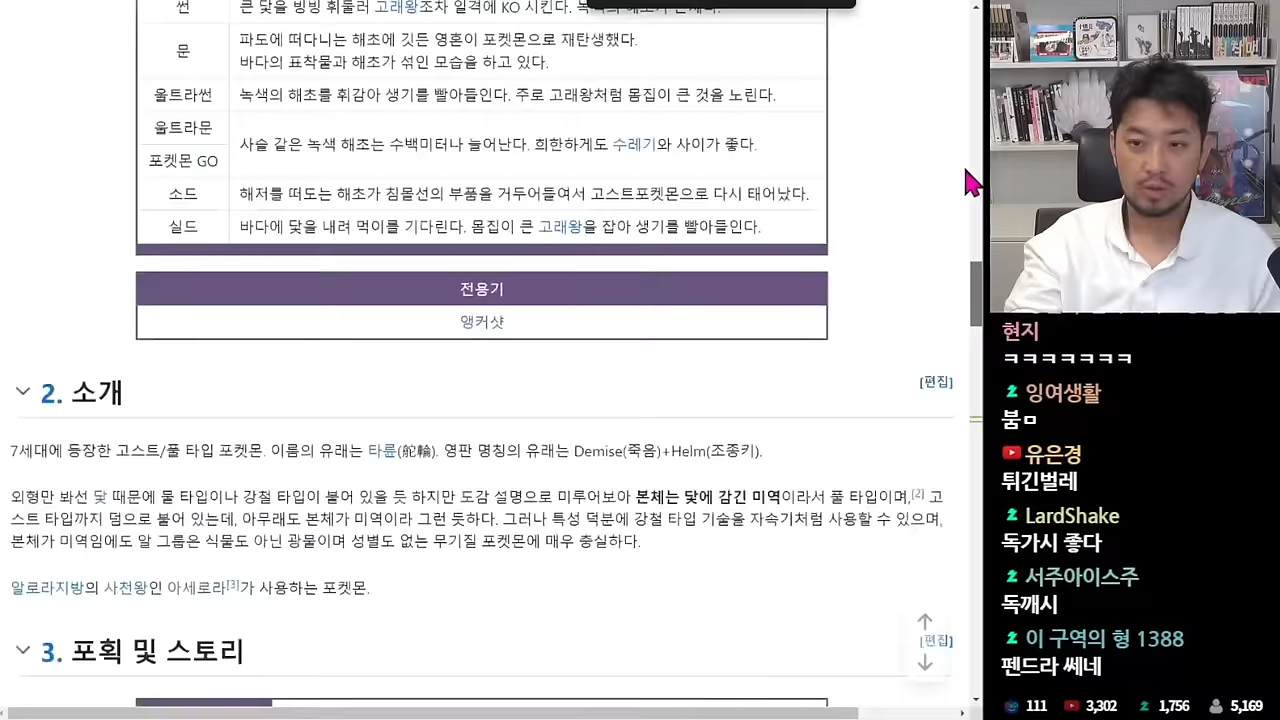 썬
큰 닻을 빙빙 휘둘러 고래왕조차 일격에 KO 시킨다.
문
파도에 떠다니는 해초에 깃든 영혼이 포켓몬으로 재탄생했다.
바다의 표착물과 해초가 섞인 모습을 하고 있다.
울트라썬
녹색의 해초를 휘감아 생기를 빨아들인다. 주로 고래왕처럼 몸집이 큰 것을 노린다.
울트라문
포켓몬 GO
사슬 같은 녹색 해초는 수백미터나 늘어난다. 희한하게도 수레기와 사이가 좋다.
소드
해저를 떠도는 해초가 침몰선의 부품을 거두어들여서 고스트포켓몬으로 다시 태어났다.
실드
바다에 닻을 내려 먹이를 기다린다. 몸집이 큰 고래왕을 잡아 생기를 빨아들인다.
전용기
앵커샷
2. 소개
[편집]
7세대에 등장한 고스트/풀 타입 포켓몬. 이름의 유래는 타륜(舵輪). 영판 명칭의 유래는 Demise(죽음)+Helm(조종키).
외형만 봐선 닻 때문에 물 타입이나 강철 타입이 붙어 있을 듯 하지만 도감 설명으로 미루어보아 본체는 닻에 감긴 미역이라서 풀 타입이며,[2] 고
스트 타입까지 덤으로 붙어 있는데, 아무래도 본체가 미역이라 그런 듯하다. 그러나 특성 덕분에 강철 타입 기술을 자속기처럼 사용할 수 있으며,
본체가 미역임에도 알 그룹은 식물도 아닌 광물이며 성별도 없는 무기질 포켓몬에 매우 충실하다.
알로라지방의 사천왕인 아세로라[3]가 사용하는 포켓몬.
3. 포획 및 스토리
[편집]
현지
ㅋㅋㅋㅋㅋㅋㅋ
잉여생활
붐ㅁ
유은경
튀긴벌레
LardShake
독가시 좋다
서주아이스주
독깨시
이 구역의 형 1388
펜드라 쎄네
111 3,302 1,756 5,169